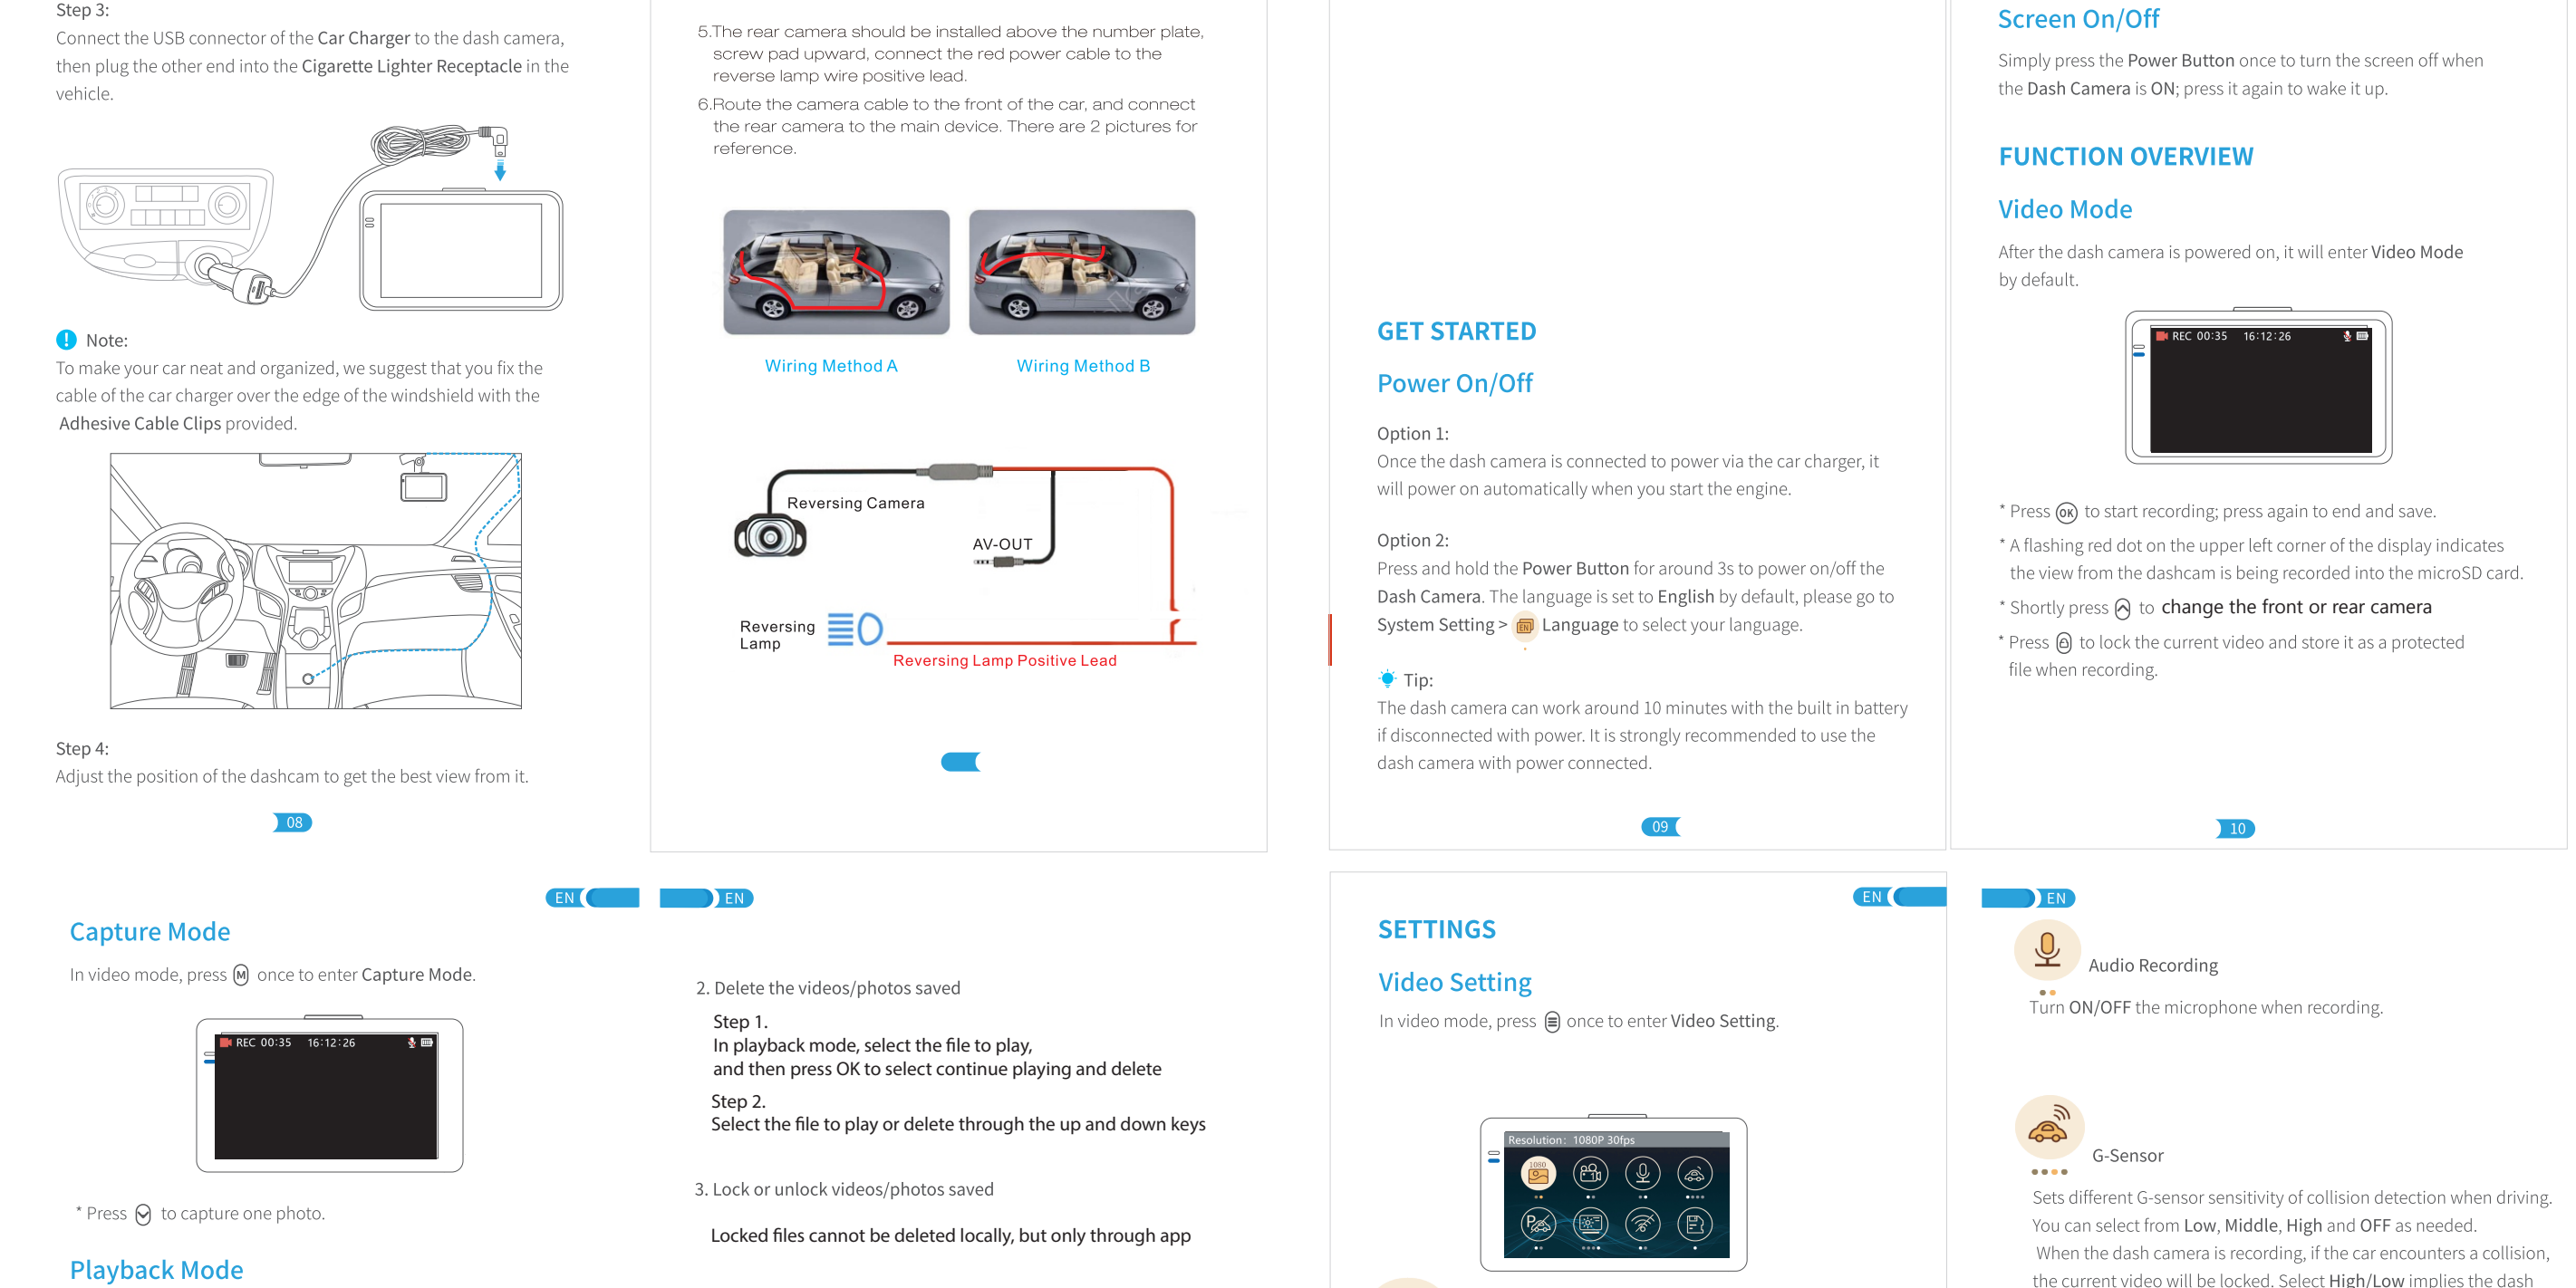 Step 3:
Connect the USB connector of the Car Charger to the dash camera,
then plug the other end into the Cigarette Lighter Receptacle in the
vehicle.
Note:
To make your car neat and organized, we suggest that you fix the
cable of the car charger over the edge of the windshield with the
Adhesive Cable Clips provided.
Step 4:
Adjust the position of the dashcam to get the best view from it.
08
5.The rear camera should be installed above the number plate,
screw pad upward, connect the red power cable to the
reverse lamp wire positive lead.
6.Route the camera cable to the front of the car, and connect
the rear camera to the main device. There are 2 pictures for
reference.
Wiring Method A
Wiring Method B
Reversing Camera
AV-OUT
Reversing
Lamp
Reversing Lamp Positive Lead
GET STARTED
Power On/Off
Option 1:
Once the dash camera is connected to power via the car charger, it
will power on automatically when you start the engine.
Option 2:
Press and hold the Power Button for around 3s to power on/off the
Dash Camera. The language is set to English by default, please go to
System Setting > EN Language to select your language.
Tip:
The dash camera can work around 10 minutes with the built in battery
if disconnected with power. It is strongly recommended to use the
dash camera with power connected.
09
Screen On/Off
Simply press the Power Button once to turn the screen off when
the Dash Camera is ON; press it again to wake it up.
FUNCTION OVERVIEW
Video Mode
After the dash camera is powered on, it will enter Video Mode
by default.
REC 00:35 16:12:26
* Press OK to start recording; press again to end and save.
* A flashing red dot on the upper left corner of the display indicates
the view from the dashcam is being recorded into the microSD card.
* Shortly press to change the front or rear camera
* Press to lock the current video and store it as a protected
file when recording.
10
EN
Capture Mode
In video mode, press M once to enter Capture Mode.
REC 00:35 16:12:26
* Press to capture one photo.
Playback Mode
EN
2. Delete the videos/photos saved
Step 1.
In playback mode, select the file to play,
and then press OK to select continue playing and delete
Step 2.
Select the file to play or delete through the up and down keys
3. Lock or unlock videos/photos saved
Locked files cannot be deleted locally, but only through app
EN
SETTINGS
Video Setting
In video mode, press once to enter Video Setting.
Resolution: 1080P 30fps
1080
P
EN
Audio Recording
Turn ON/OFF the microphone when recording.
G-Sensor
Sets different G-sensor sensitivity of collision detection when driving.
You can select from Low, Middle, High and OFF as needed.
When the dash camera is recording, if the car encounters a collision,
the current video will be locked. Select High/Low implies the dash